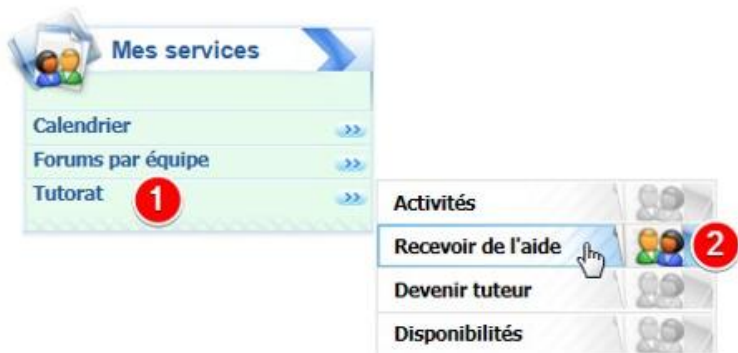 Mes services
Calendrier
Forums par équipe
Tutorat
1
Activités
Recevoir de l'aide
2
Devenir tuteur
Disponibilités